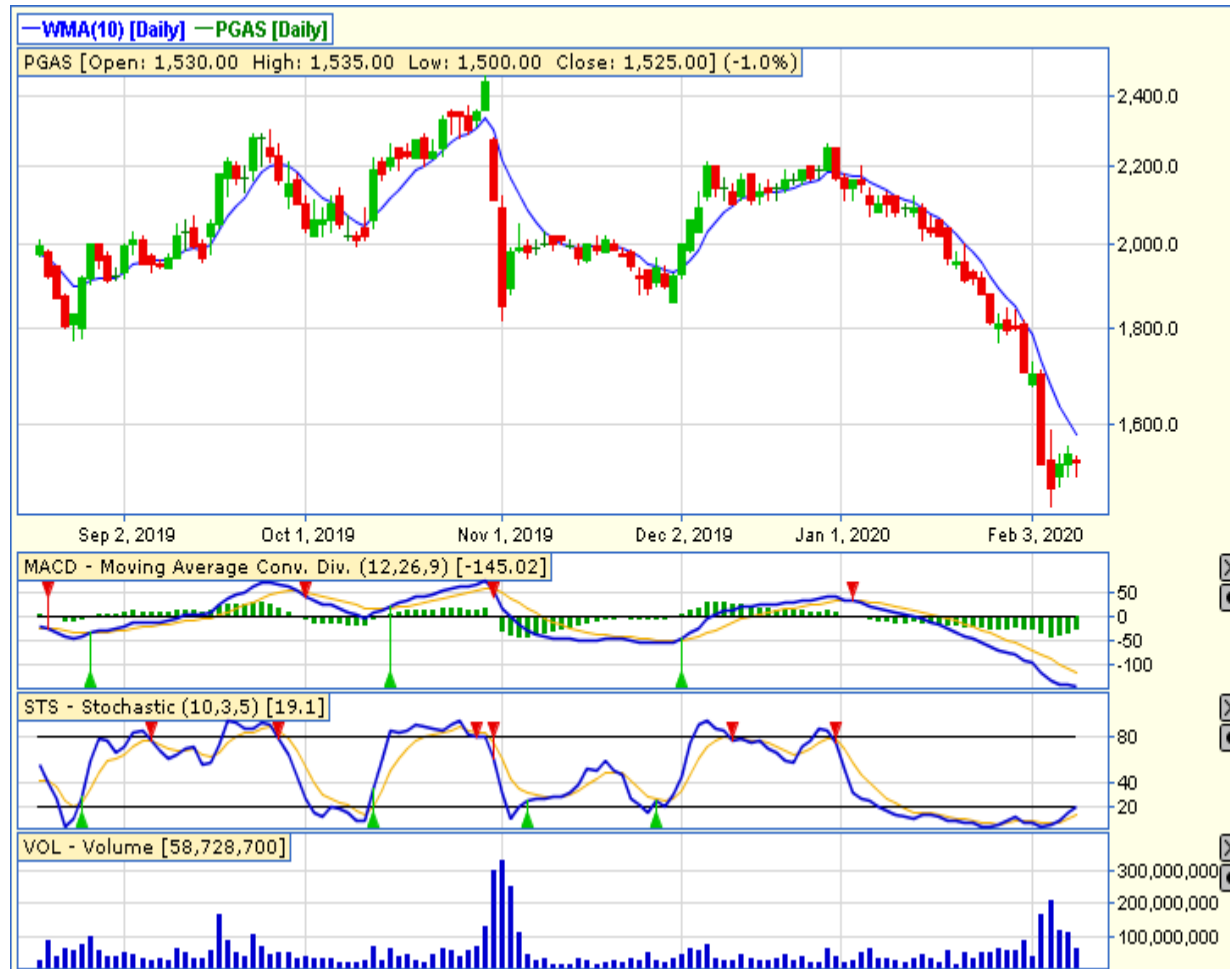 WMA(10) [Daily] PGAS [Daily]
PGAS [Open: 1,530.00 High: 1,535.00 Low: 1,500.00 Close: 1,525.00] (-1.0%)
2,400.0
2,200.0
2,000.0
1,800.0
1,600.0
Sep 2, 2019 Oct 1, 2019 Nov 1, 2019 Dec 2, 2019 Jan 1, 2020 Feb 3, 2020
MACD - Moving Average Conv. Div. (12,26,9) [-145.02]
50
0
-50
-100
STS - Stochastic (10,3,5) [19.1]
80
40
20
VOL - Volume [58,728,700]
300,000,000
200,000,000
100,000,000